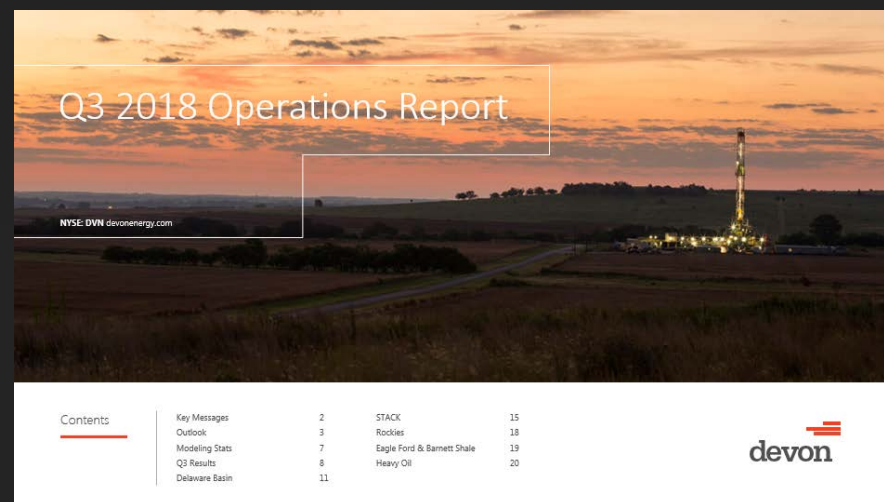 Q3 2018 Operations Report
NYSE: DVN devonenergy.com
Contents
Key Messages 2
Outlook 3
Modeling Stats 7
Q3 Results 8
Delaware Basin 11
STACK 15
Rockies 18
Eagle Ford & Barnett Shale 19
Heavy Oil 20
devon